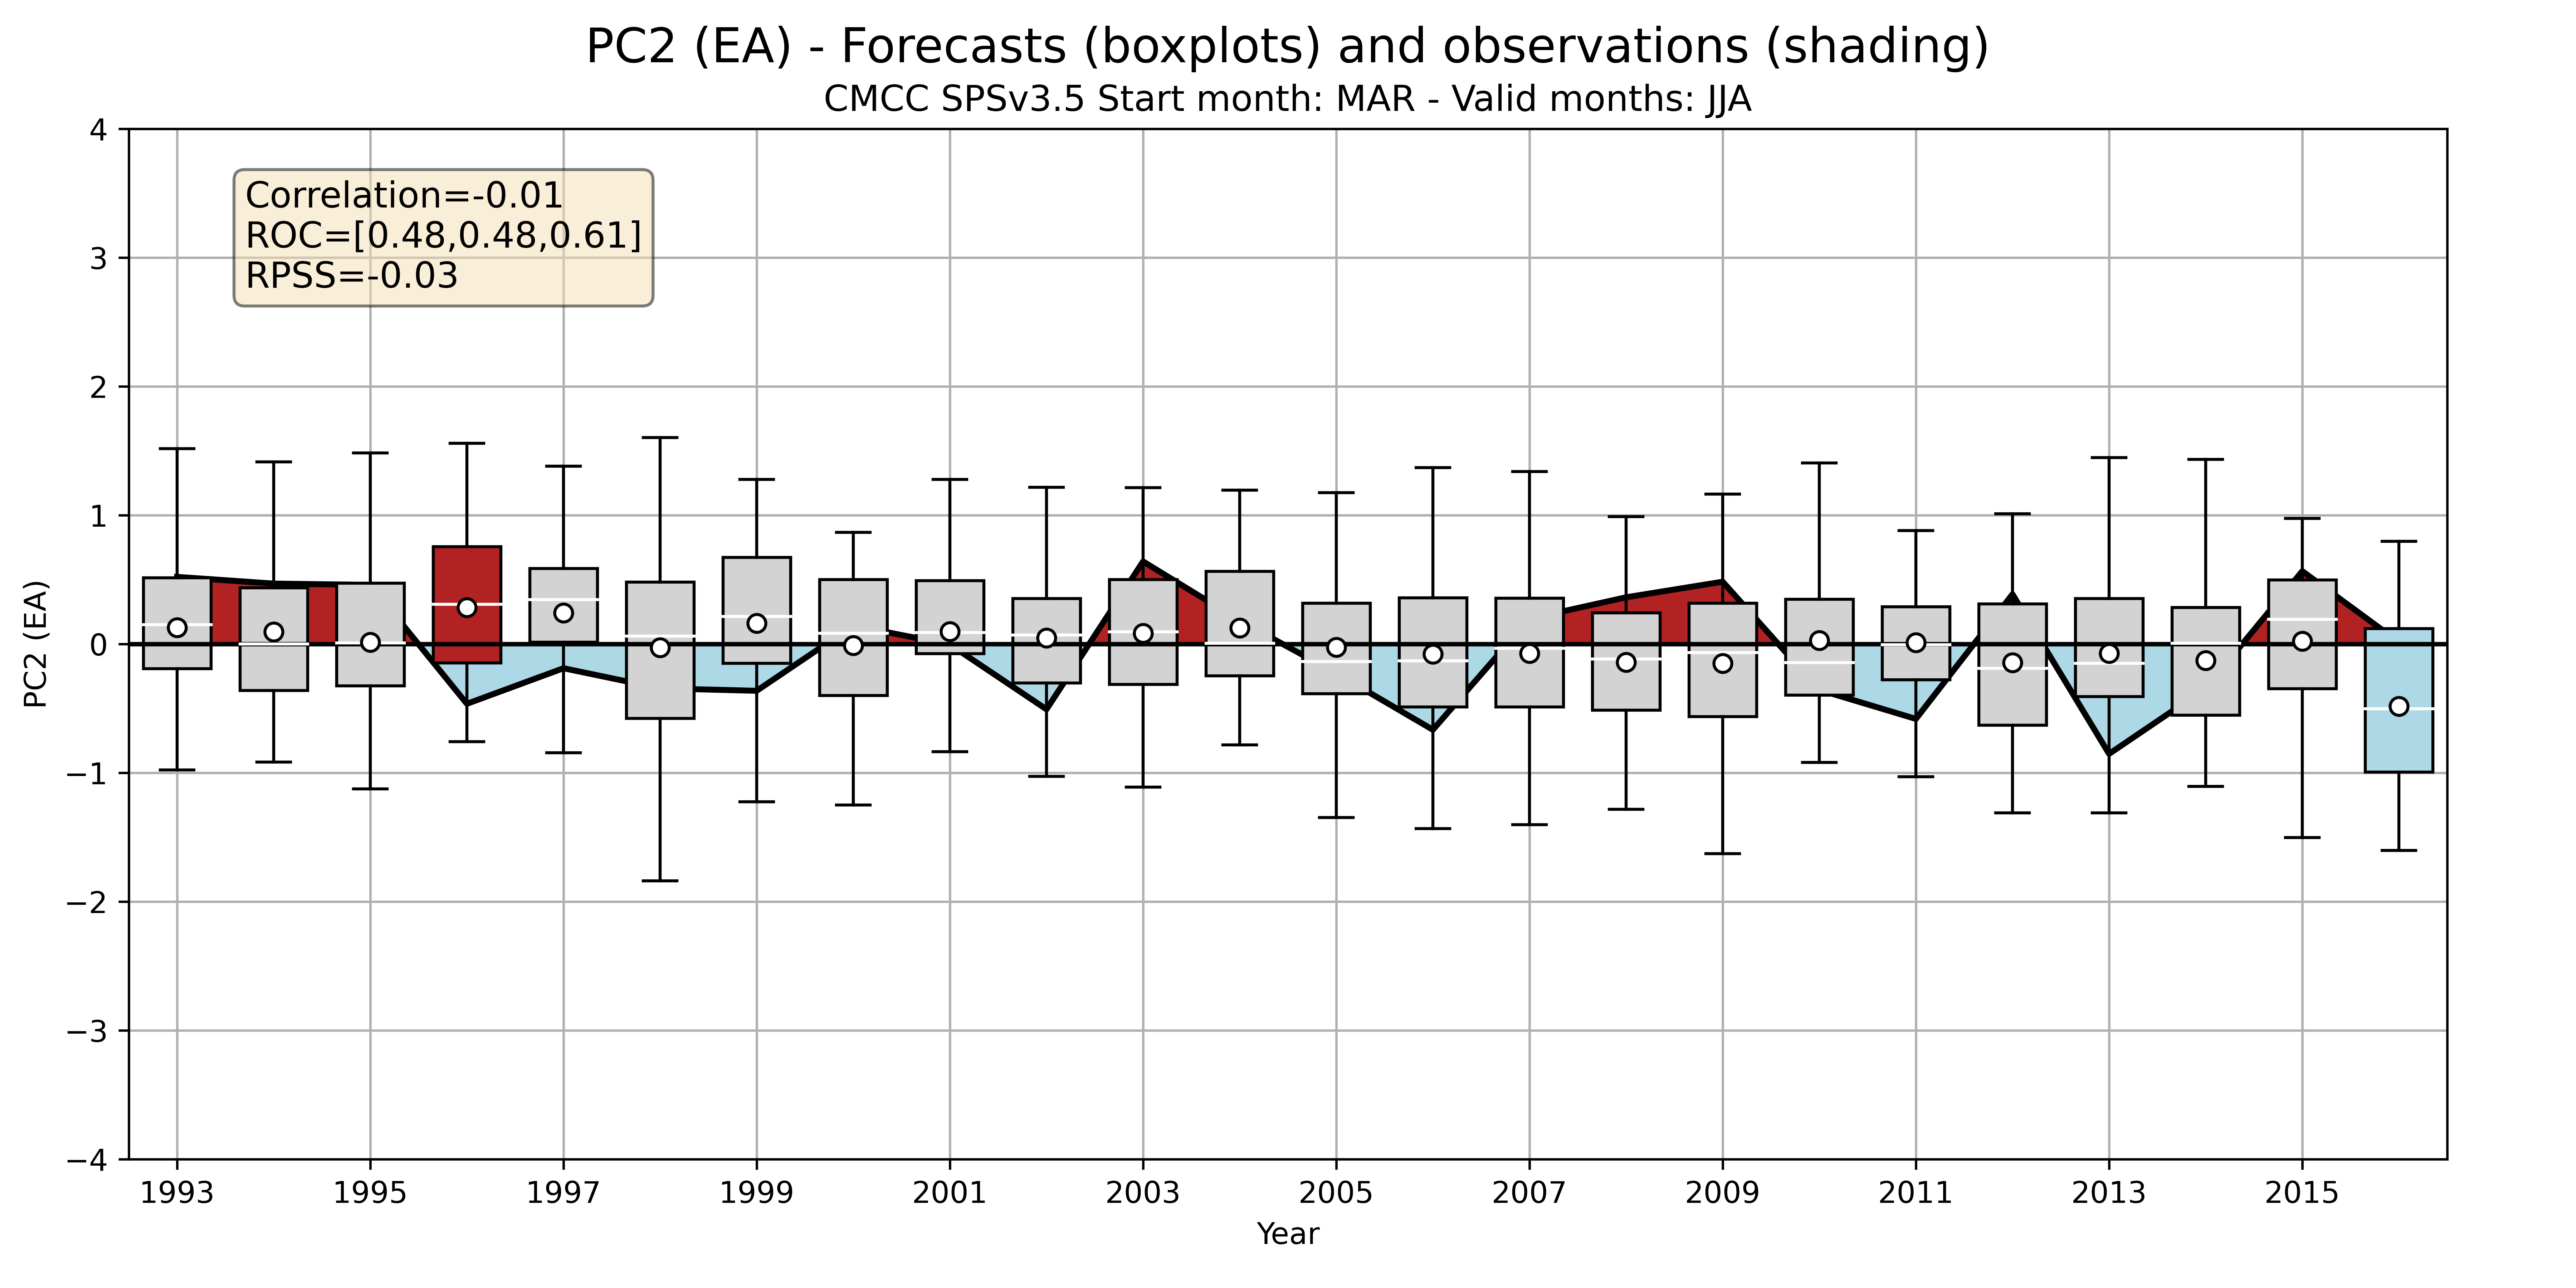 PC2 (EA) - Forecasts (boxplots) and observations (shading)
CMCC SPSv3.5 Start month: MAR - Valid months: JJA
Correlation=-0.01
ROC=[0.48,0.48,0.61]
RPSS=-0.03
PC2 (EA)
4
3
2
1
0
−1
−2
−3
−4
1993 1995 1997 1999 2001 2003 2005 2007 2009 2011 2013 2015
Year